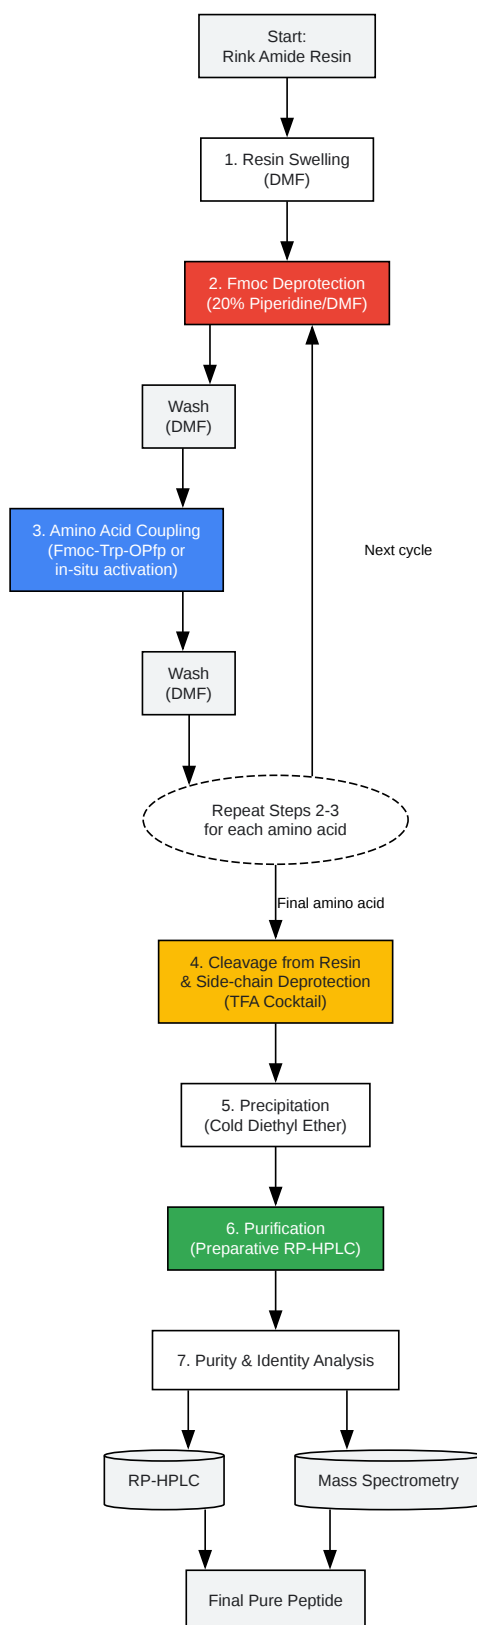 Start:
Rink Amide Resin
1. Resin Swelling
(DMF)
2. Fmoc Deprotection
(20% Piperidine/DMF)
Wash
(DMF)
3. Amino Acid Coupling
(Fmoc-Trp-OPfp or
in-situ activation)
Next cycle
Wash
(DMF)
Repeat Steps 2-3
for each amino acid
Final amino acid
4. Cleavage from Resin
& Side-chain Deprotection
(TFA Cocktail)
5. Precipitation
(Cold Diethyl Ether)
6. Purification
(Preparative RP-HPLC)
7. Purity & Identity Analysis
RP-HPLC
Mass Spectrometry
Final Pure Peptide